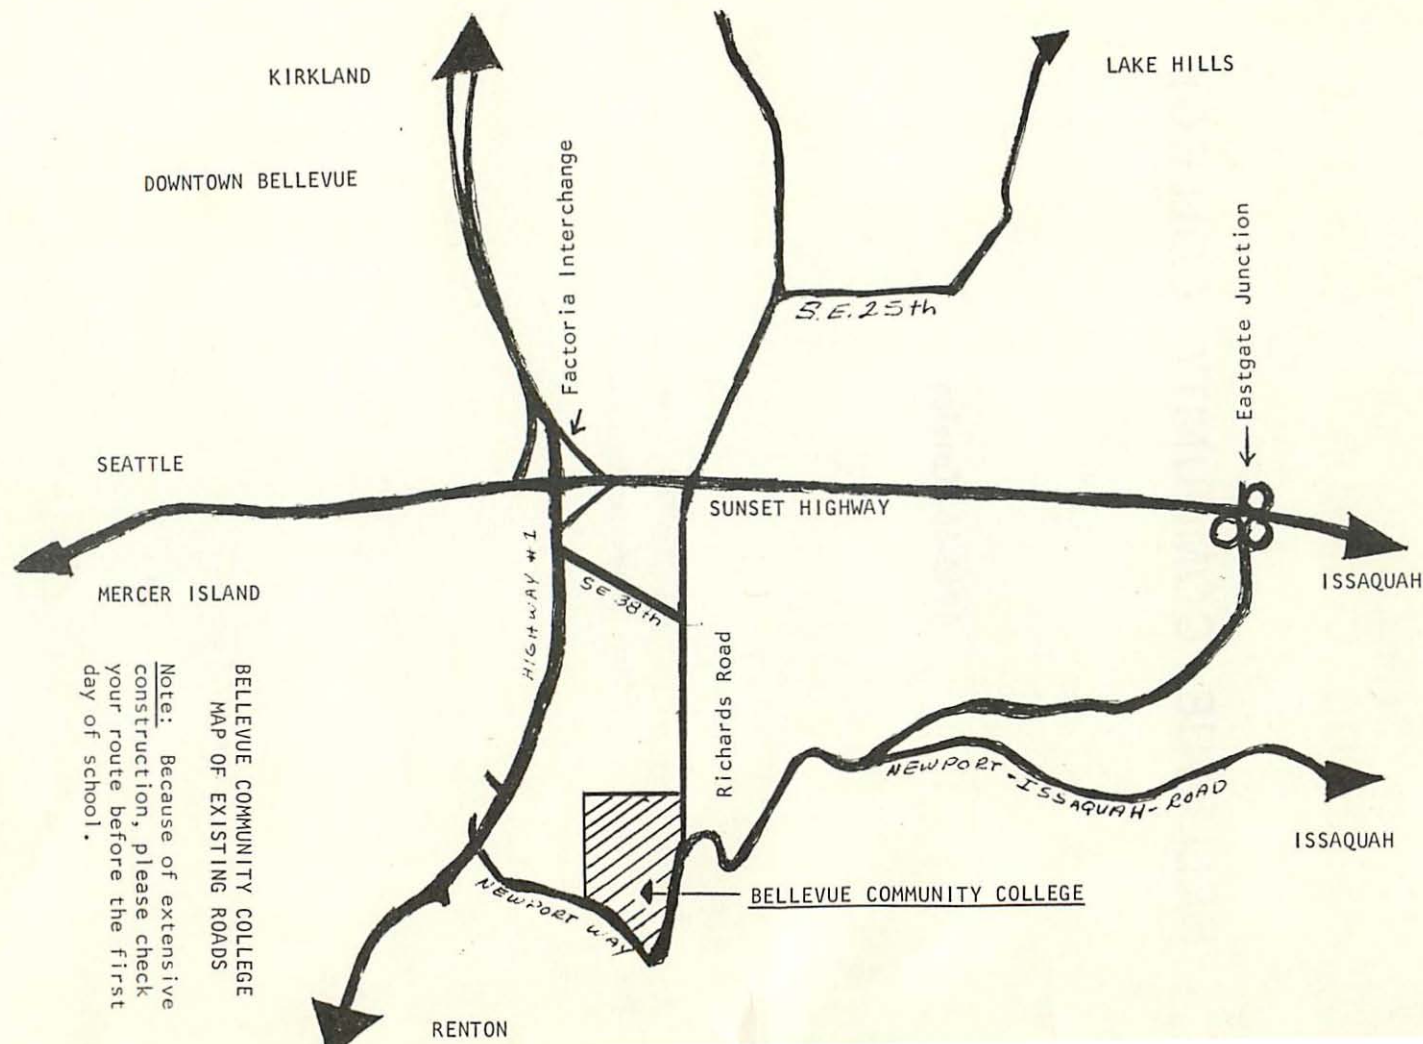 KIRKLAND
LAKE HILLS
DOWNTOWN BELLEVUE
Factoria Interchange
Eastgate Junction
S.E. 25th
SEATTLE
SUNSET HIGHWAY
MERCER ISLAND
ISSAQUAH
HIGHWAY #1
SE 38th
Richards Road
NEWPORT-ISSAQUAH-ROAD
ISSAQUAH
BELLEVUE COMMUNITY COLLEGE
NEWPORT WAY
RENTON
BELLEVUE COMMUNITY COLLEGE
MAP OF EXISTING ROADS
Note: Because of extensive
construction, please check
your route before the first
day of school.